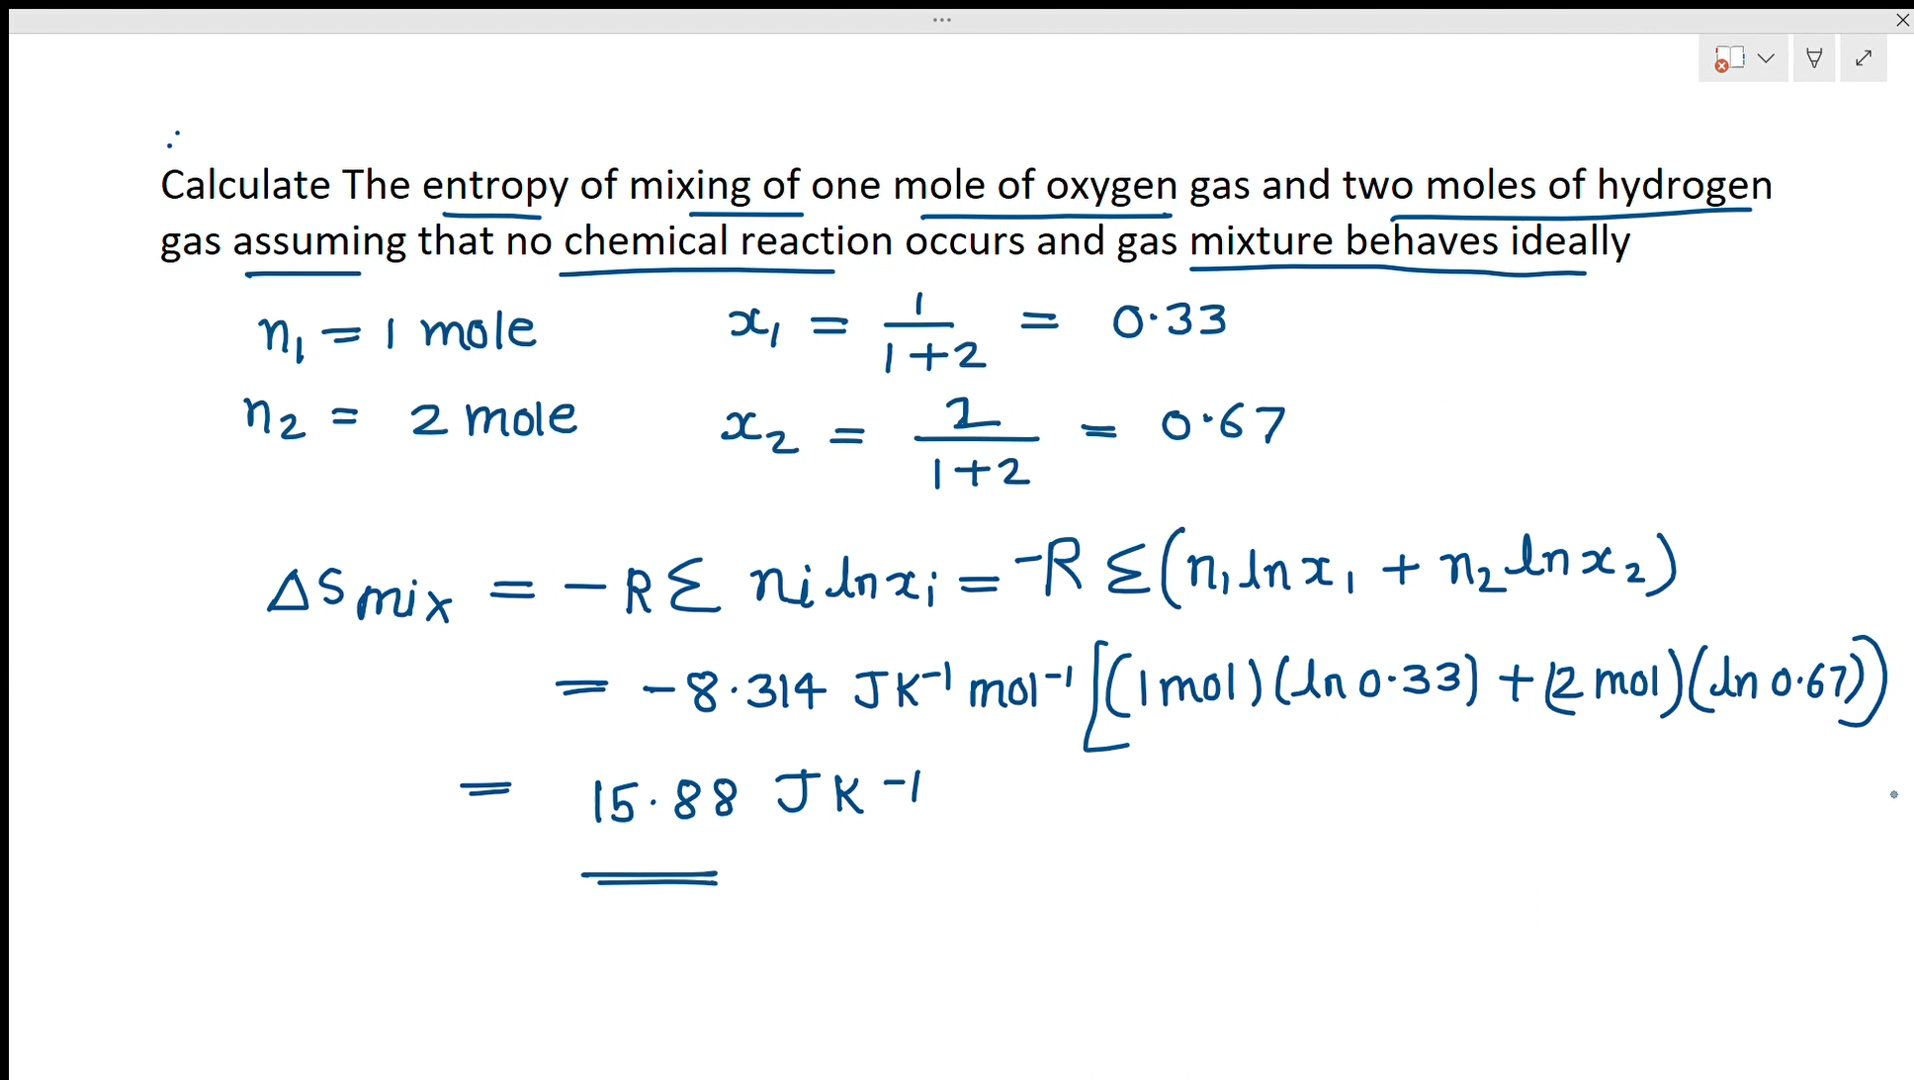 Calculate The entropy of mixing of one mole of oxygen gas and two moles of hydrogen
gas assuming that no chemical reaction occurs and gas mixture behaves ideally
n₁ = 1 mole x₁ = 1/(1+2) = 0.33
n₂ = 2 mole x₂ = 2/(1+2) = 0.67
ΔSmix = −RΣ nᵢ ln xᵢ = −RΣ(n₁ ln x₁ + n₂ ln x₂)
= −8.314 JK⁻¹ mol⁻¹ [(1 mol)(ln 0.33) + (2 mol)(ln 0.67))
= 15.88 JK⁻¹